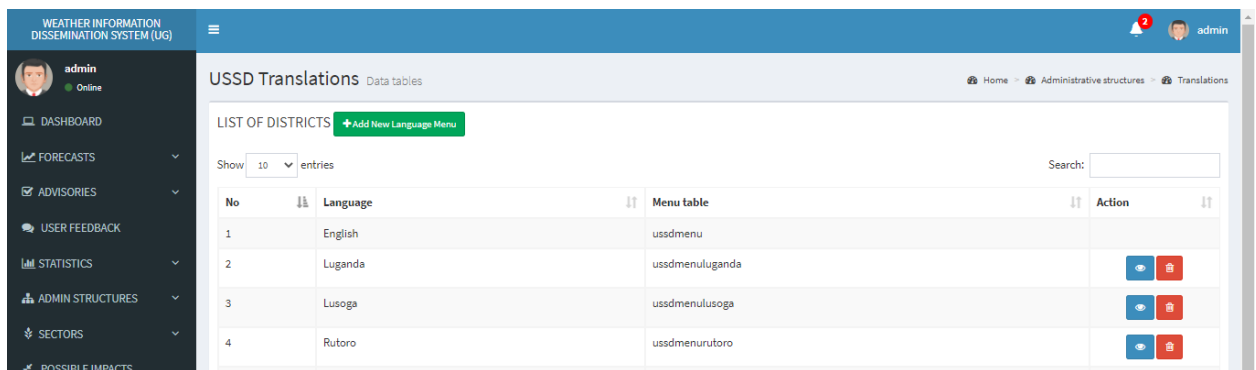 WEATHER INFORMATION
DISSEMINATION SYSTEM (UG)
2
admin
admin
Online
USSD Translations Data tables
Home > Administrative structures > Translations
DASHBOARD
LIST OF DISTRICTS +Add New Language Menu
FORECASTS
Show 10 entries Search:
ADVISORIES
No Language Menu table Action
USER FEEDBACK
1 English ussdmenu
STATISTICS
2 Luganda ussdmenuluganda
ADMIN STRUCTURES
3 Lusoga ussdmenulusoga
SECTORS
4 Rutoro ussdmenurutoro
POSSIBLE IMPACTS